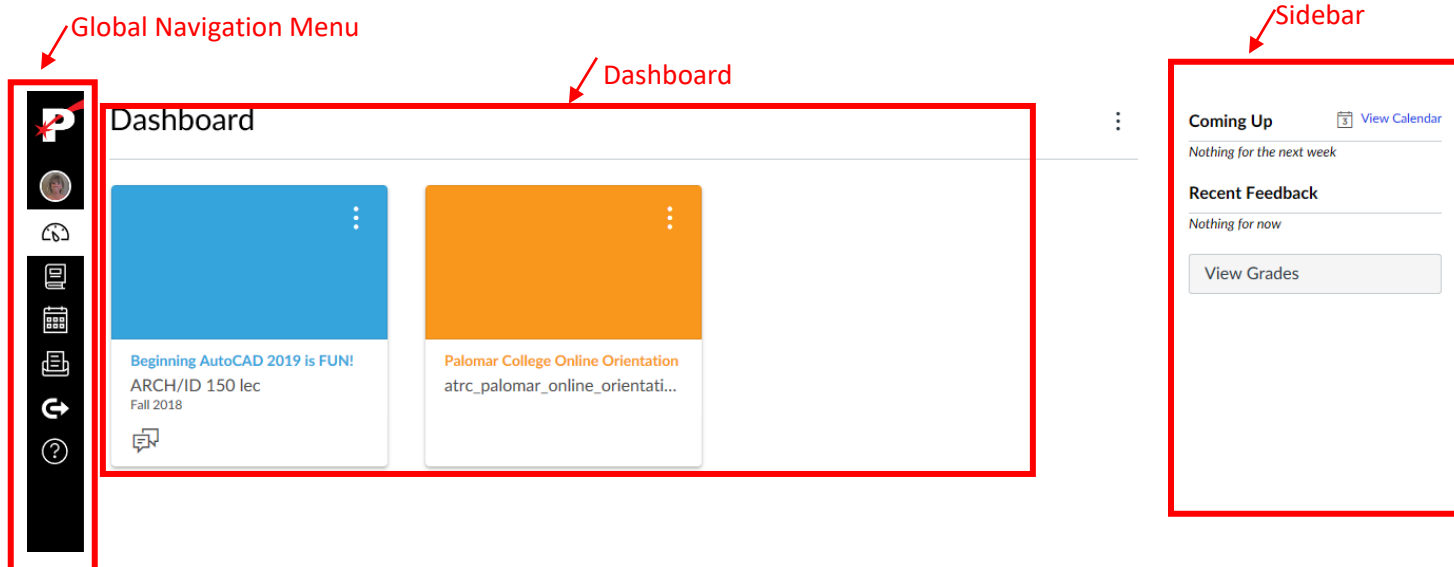 Global Navigation Menu
Sidebar
Dashboard
P
Dashboard
Coming Up
3
View Calendar
Nothing for the next week
Recent Feedback
Nothing for now
View Grades
Beginning AutoCAD 2019 is FUN!
ARCH/ID 150 lec
Fall 2018
Palomar College Online Orientation
atrc_palomar_online_orientati...
?